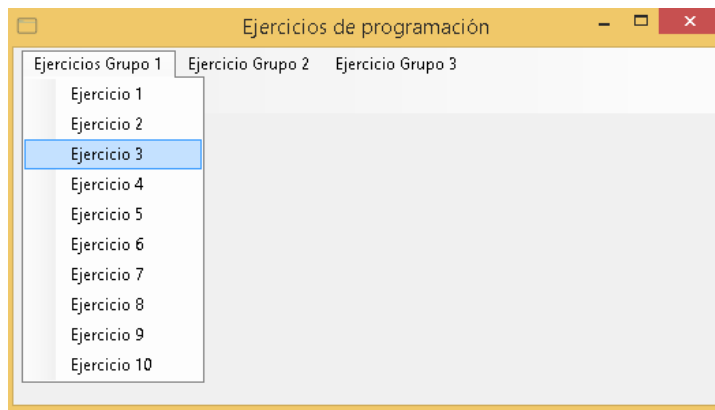 Ejercicios de programación
Ejercicios Grupo 1 Ejercicio Grupo 2 Ejercicio Grupo 3
Ejercicio 1
Ejercicio 2
Ejercicio 3
Ejercicio 4
Ejercicio 5
Ejercicio 6
Ejercicio 7
Ejercicio 8
Ejercicio 9
Ejercicio 10